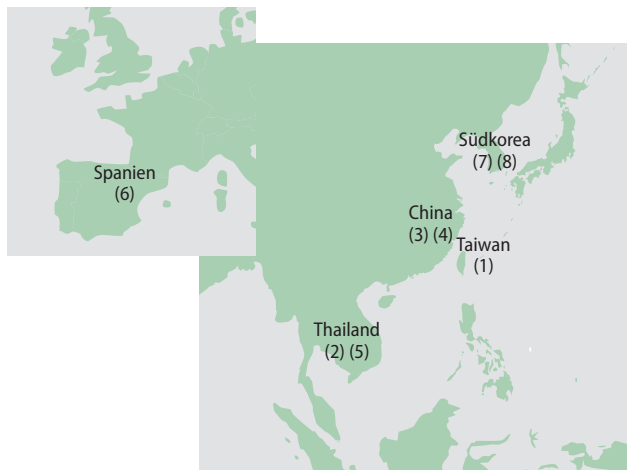 Spanien
(6)
Südkorea
(7) (8)
China
(3) (4)
Taiwan
(1)
Thailand
(2) (5)